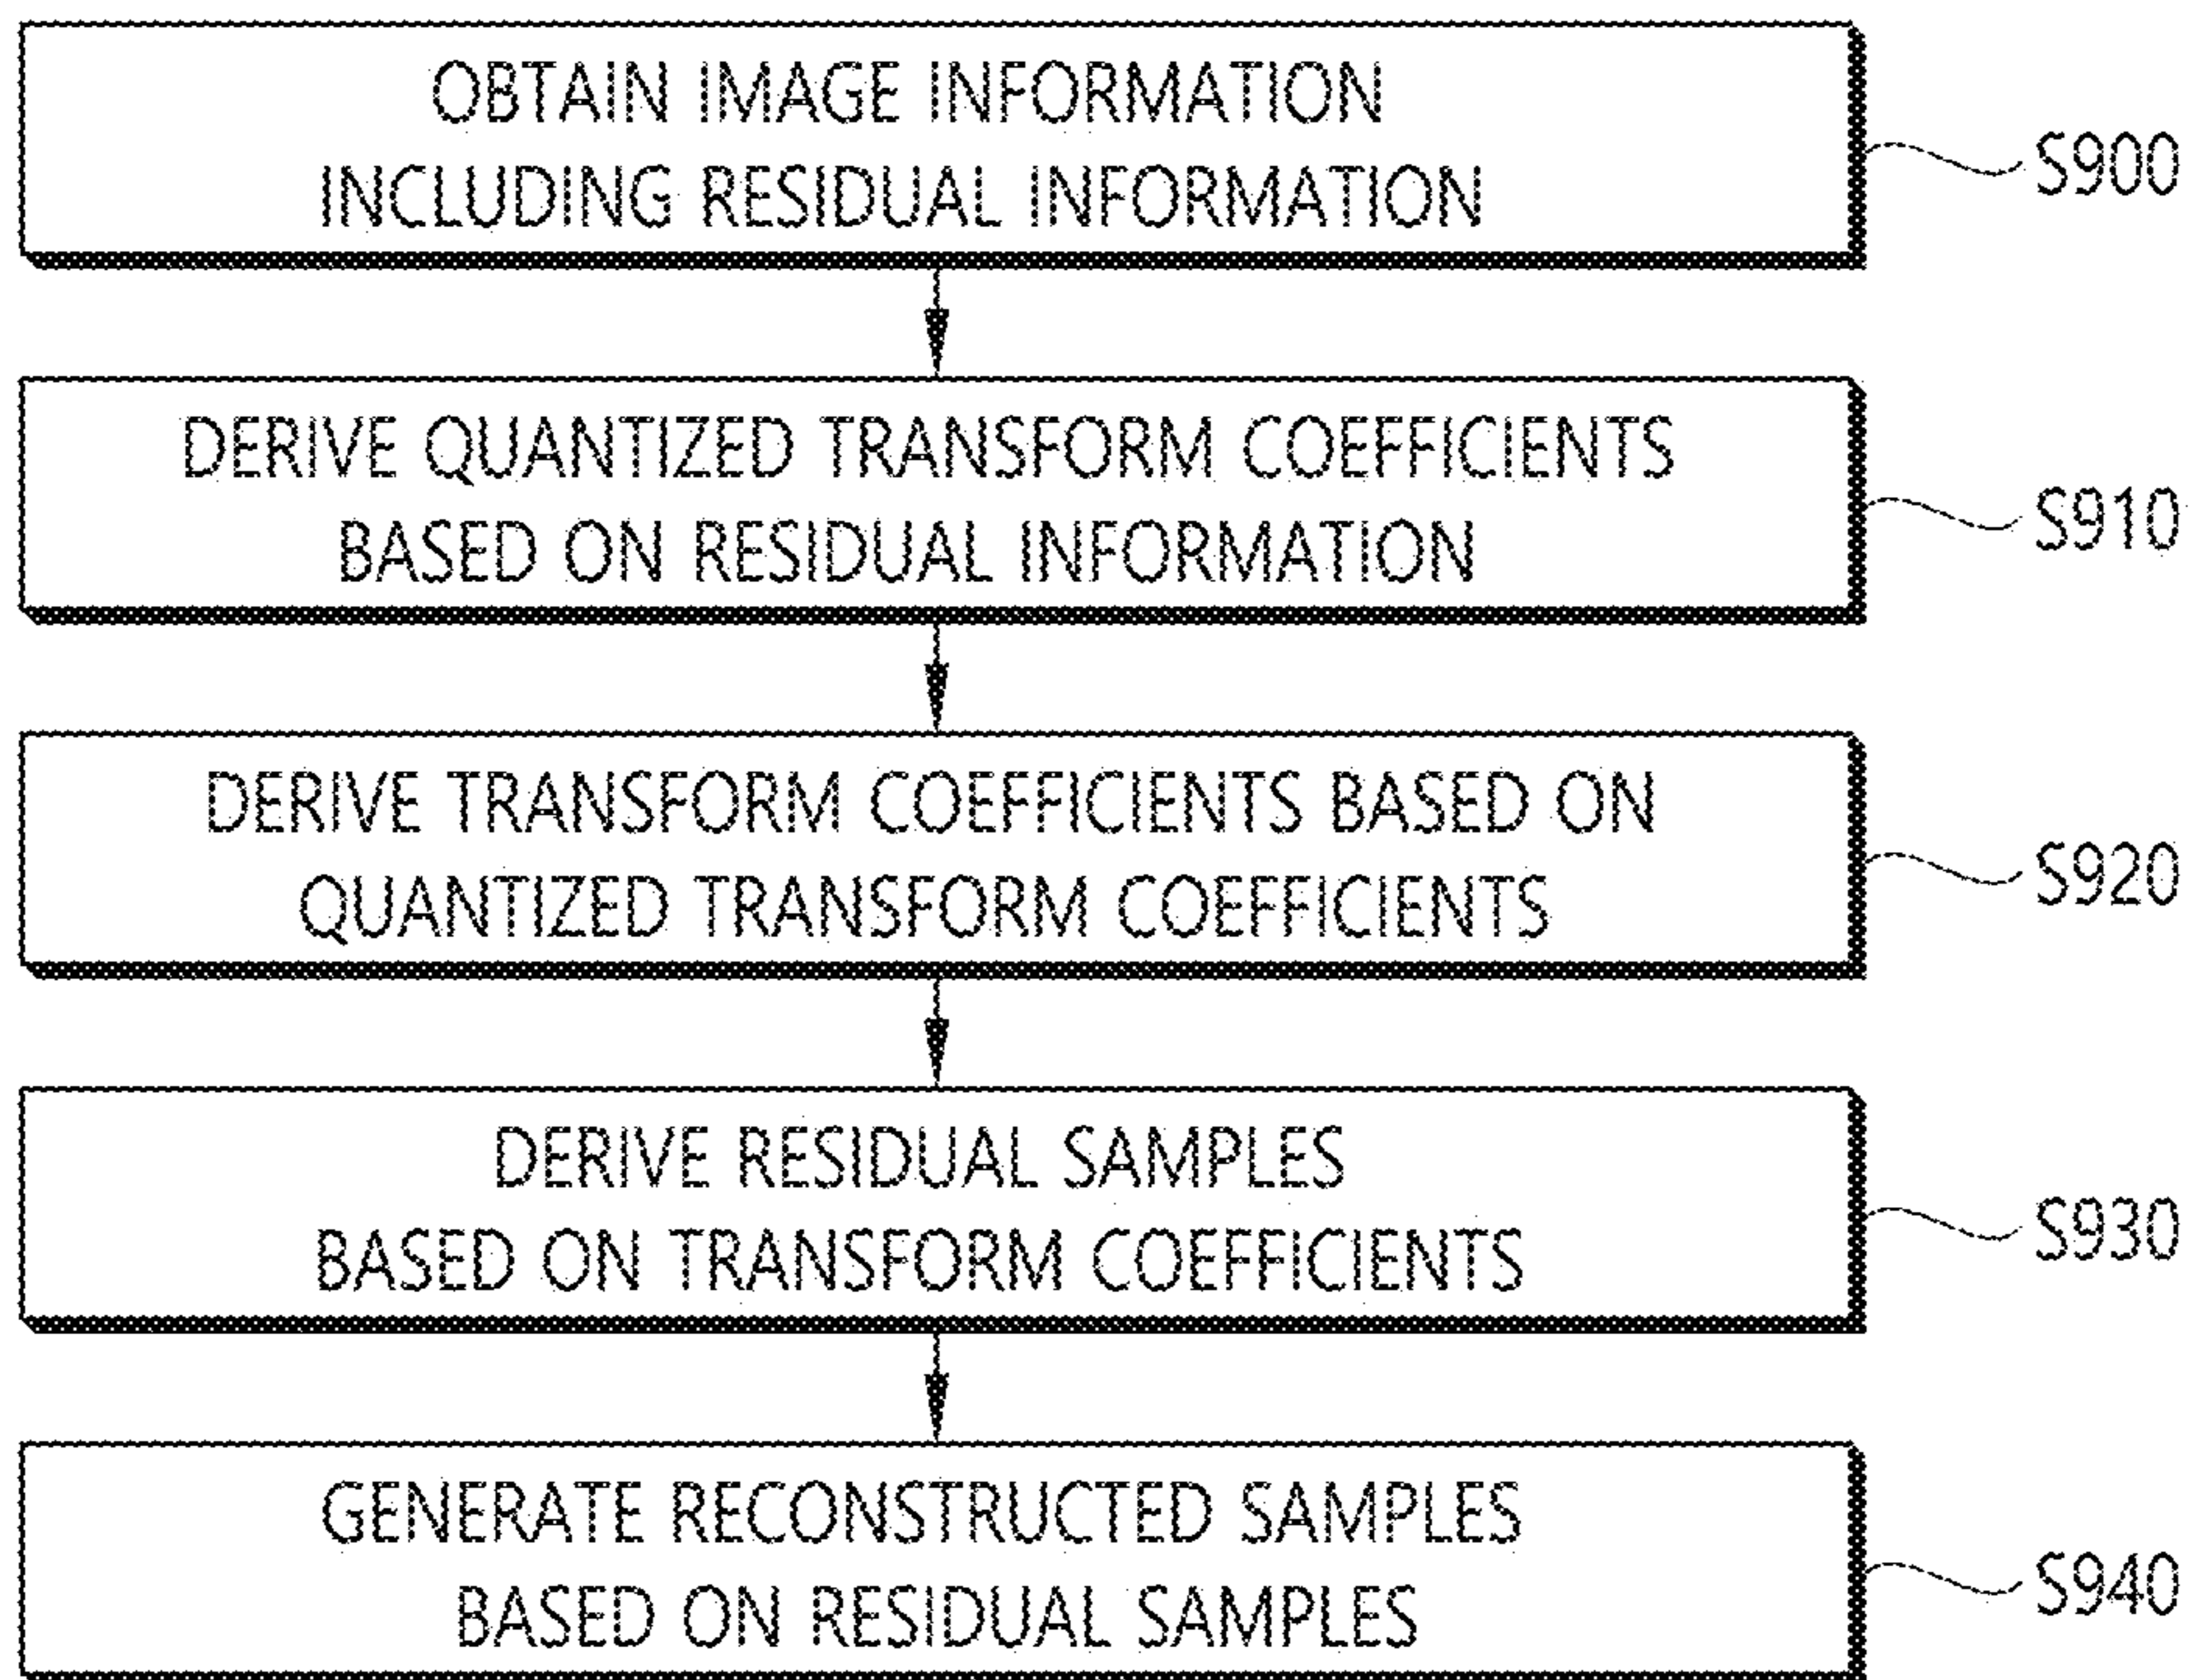 OBTAIN IMAGE INFORMATION
INCLUDING RESIDUAL INFORMATION
S900
DERIVE QUANTIZED TRANSFORM COEFFICIENTS
BASED ON RESIDUAL INFORMATION
S910
DERIVE TRANSFORM COEFFICIENTS BASED ON
QUANTIZED TRANSFORM COEFFICIENTS
S920
DERIVE RESIDUAL SAMPLES
BASED ON TRANSFORM COEFFICIENTS
S930
GENERATE RECONSTRUCTED SAMPLES
BASED ON RESIDUAL SAMPLES
S940